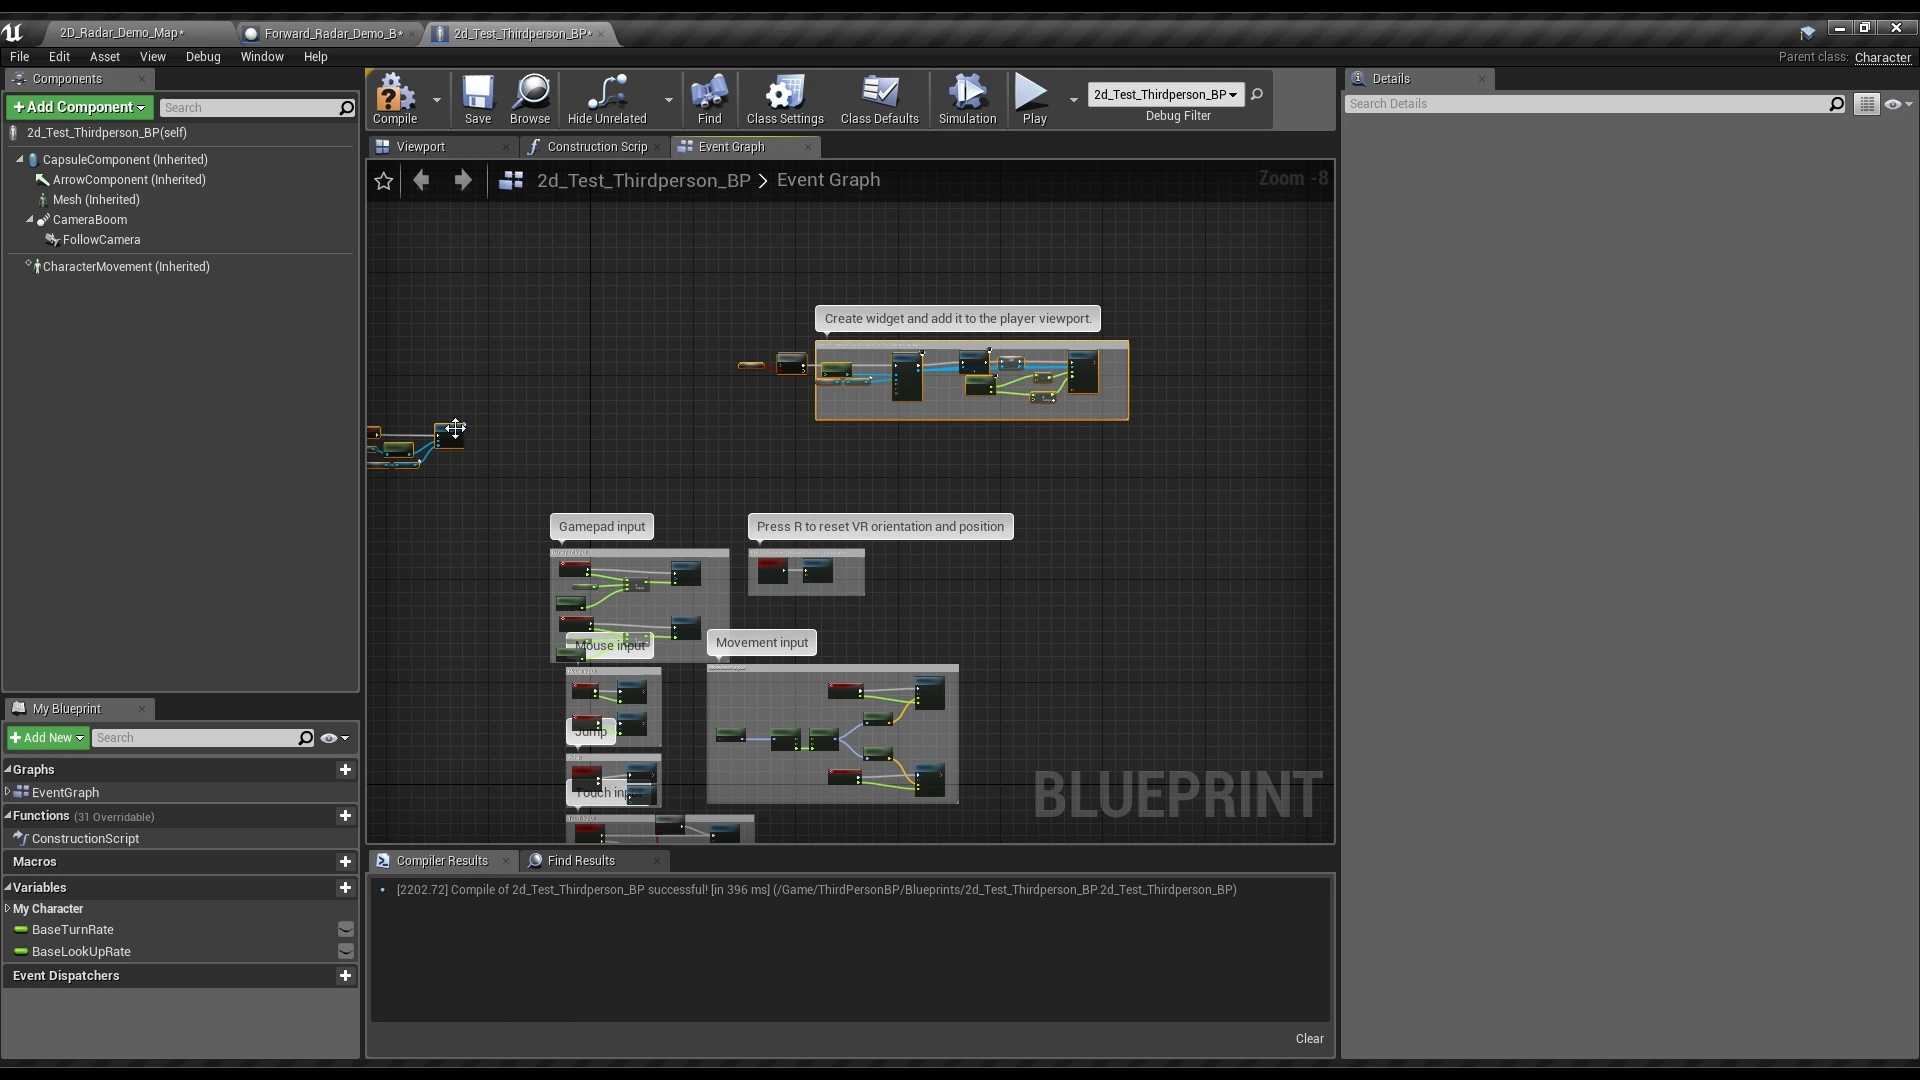 2D_Radar_Demo_Map*
Forward_Radar_Demo_B*
2d_Test_Thirdperson_BP*
File Edit Asset View Debug Window Help
Parent class: Character
Components
+ Add Component
Search
2d_Test_Thirdperson_BP(self)
CapsuleComponent (Inherited)
ArrowComponent (Inherited)
Mesh (Inherited)
CameraBoom
FollowCamera
CharacterMovement (Inherited)
Compile
Save
Browse
Hide Unrelated
Find
Class Settings
Class Defaults
Simulation
Play
2d_Test_Thirdperson_BP
Debug Filter
Viewport
Construction Scrip
Event Graph
2d_Test_Thirdperson_BP > Event Graph
Zoom -8
Create widget and add it to the player viewport.
Gamepad input
Press R to reset VR orientation and position
Mouse input
Movement input
Jump
Touch inp
BLUEPRINT
Details
Search Details
My Blueprint
+ Add New
Search
Graphs
EventGraph
Functions (31 Overridable)
ConstructionScript
Macros
Variables
My Character
BaseTurnRate
BaseLookUpRate
Event Dispatchers
Compiler Results
Find Results
[2202.72] Compile of 2d_Test_Thirdperson_BP successful! [in 396 ms] (/Game/ThirdPersonBP/Blueprints/2d_Test_Thirdperson_BP.2d_Test_Thirdperson_BP)
Clear